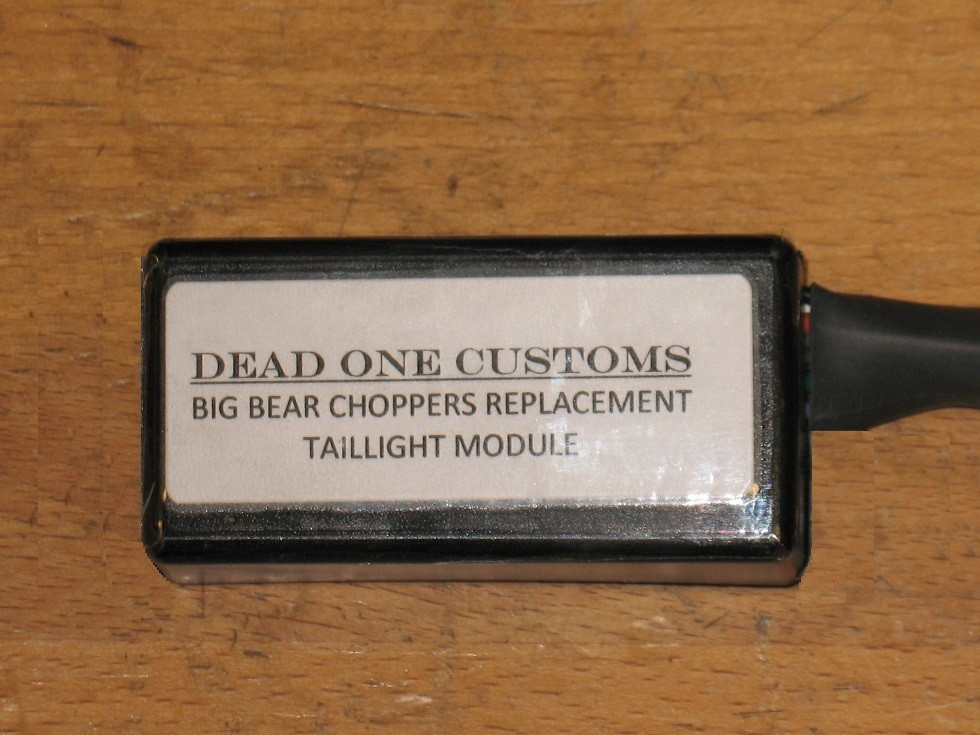 DEAD ONE CUSTOMS
BIG BEAR CHOPPERS REPLACEMENT
TAILLIGHT MODULE